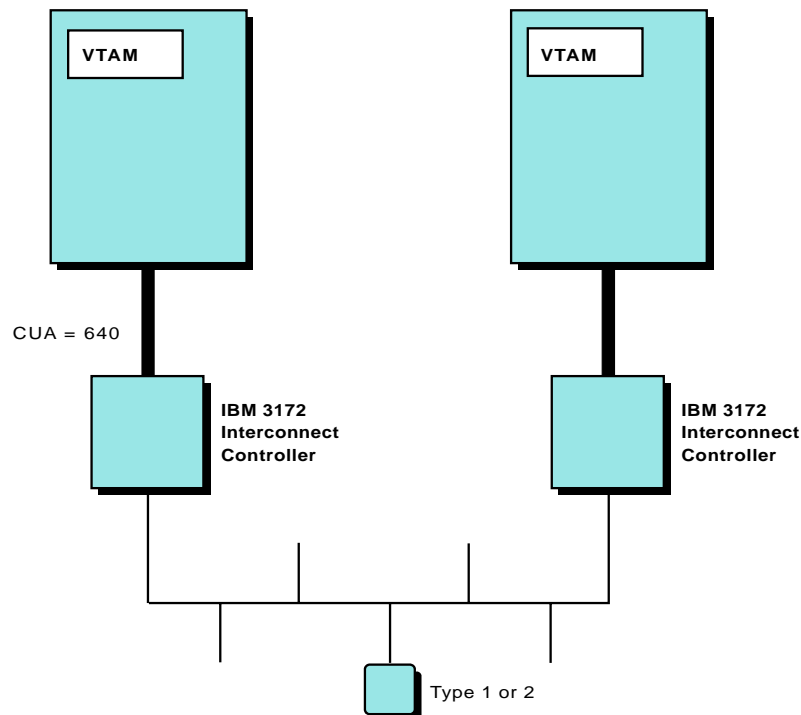 VTAM
VTAM
CUA = 640
IBM 3172
Interconnect
Controller
IBM 3172
Interconnect
Controller
Type 1 or 2